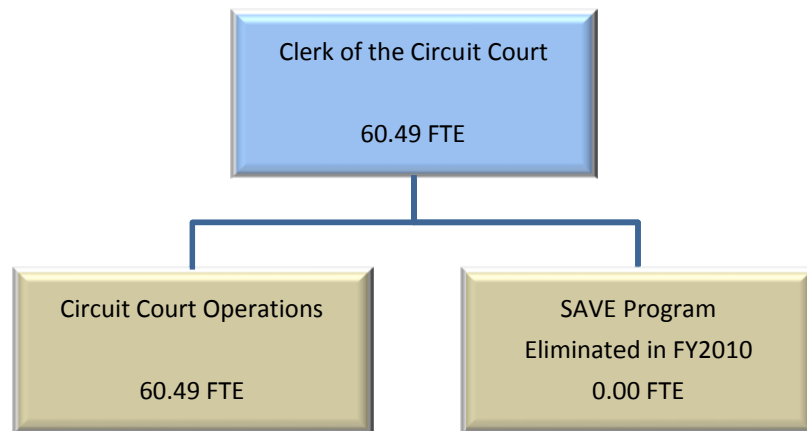 Clerk of the Circuit Court
60.49 FTE
Circuit Court Operations
60.49 FTE
SAVE Program
Eliminated in FY2010
0.00 FTE